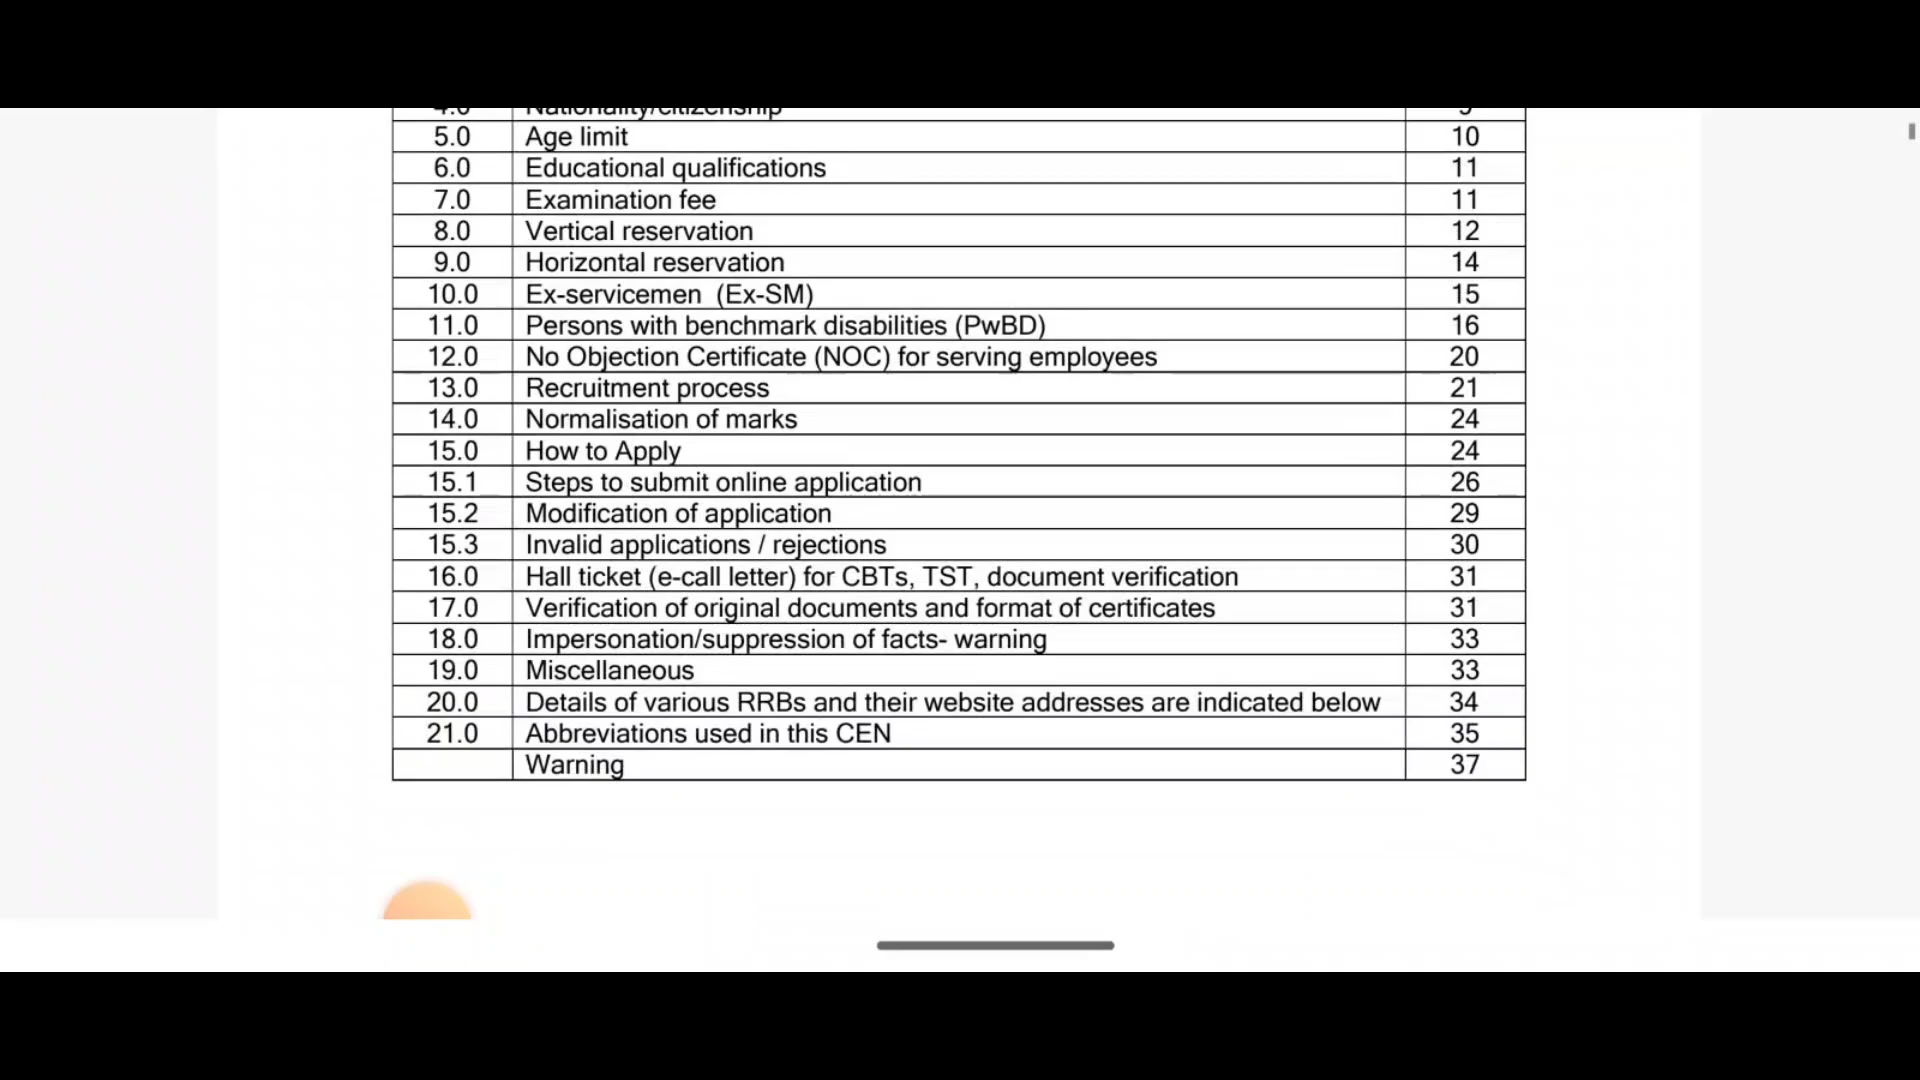 4.0 Nationality/citizenship 9
5.0 Age limit 10
6.0 Educational qualifications 11
7.0 Examination fee 11
8.0 Vertical reservation 12
9.0 Horizontal reservation 14
10.0 Ex-servicemen (Ex-SM) 15
11.0 Persons with benchmark disabilities (PwBD) 16
12.0 No Objection Certificate (NOC) for serving employees 20
13.0 Recruitment process 21
14.0 Normalisation of marks 24
15.0 How to Apply 24
15.1 Steps to submit online application 26
15.2 Modification of application 29
15.3 Invalid applications / rejections 30
16.0 Hall ticket (e-call letter) for CBTs, TST, document verification 31
17.0 Verification of original documents and format of certificates 31
18.0 Impersonation/suppression of facts- warning 33
19.0 Miscellaneous 33
20.0 Details of various RRBs and their website addresses are indicated below 34
21.0 Abbreviations used in this CEN 35
Warning 37